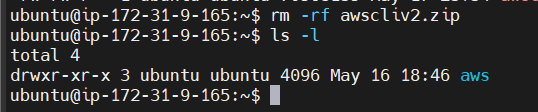 ubuntu@ip-172-31-9-165:~$ rm -rf awscliv2.zip
ubuntu@ip-172-31-9-165:~$ ls -l
total 4
drwxr-xr-x 3 ubuntu ubuntu 4096 May 16 18:46 aws
ubuntu@ip-172-31-9-165:~$